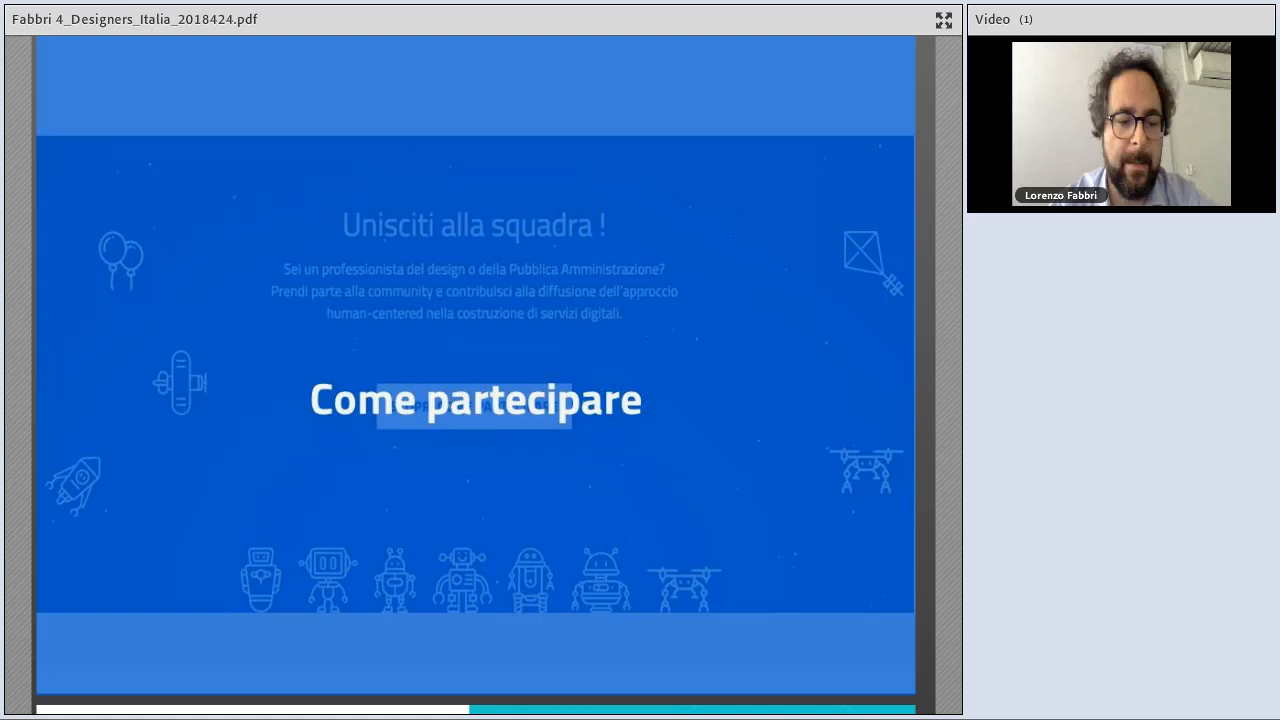 Fabbri 4_Designers_Italia_2018424.pdf
Video (1)
Lorenzo Fabbri
Unisciti alla squadra !
Sei un professionista del design o della Pubblica Amministrazione?
Prendi parte alla community e contribuisci alla diffusione dell'approccio
human-centered nella costruzione di servizi digitali.
Come partecipare